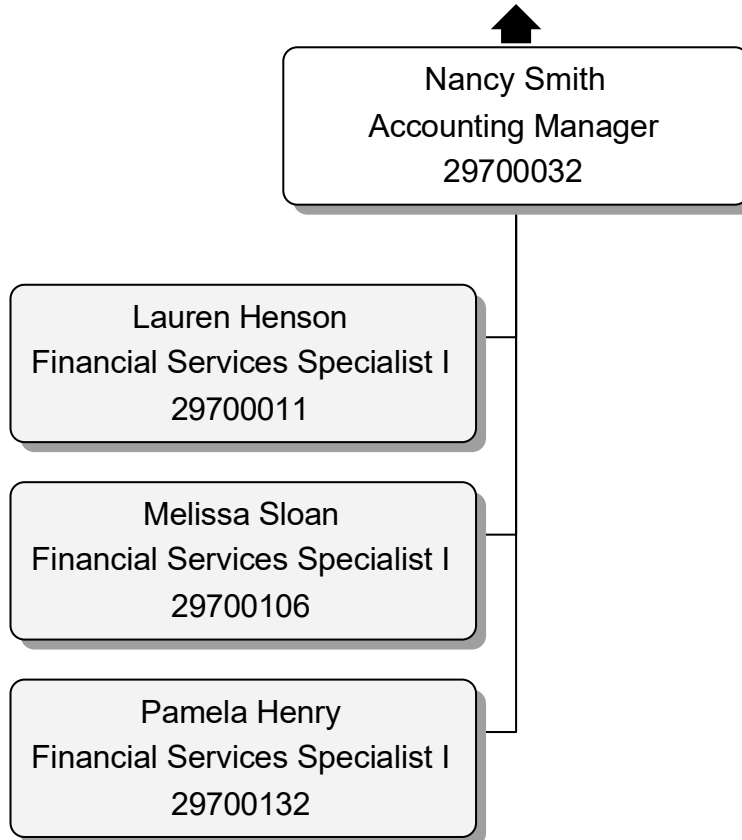 Nancy Smith
Accounting Manager
29700032
Lauren Henson
Financial Services Specialist I
29700011
Melissa Sloan
Financial Services Specialist I
29700106
Pamela Henry
Financial Services Specialist I
29700132